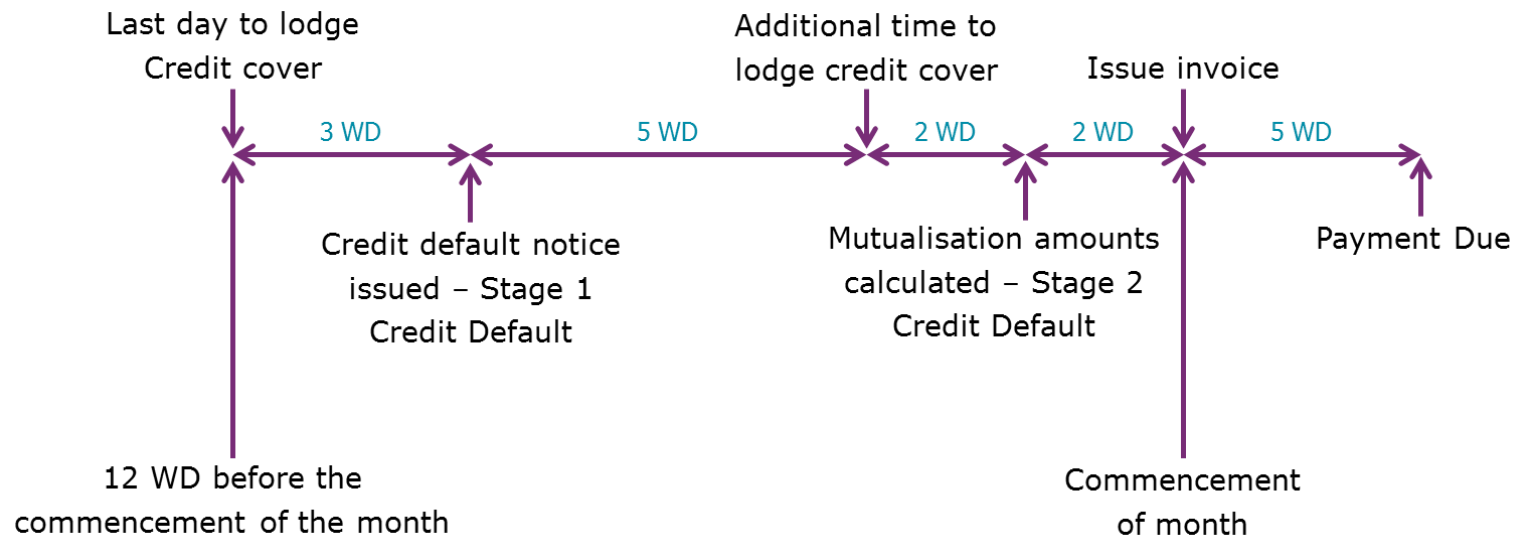 Last day to lodge
Credit cover
Additional time to
lodge credit cover
Issue invoice
3 WD
5 WD
2 WD
2 WD
5 WD
Credit default notice
issued – Stage 1
Credit Default
Mutualisation amounts
calculated – Stage 2
Credit Default
Payment Due
12 WD before the
commencement of the month
Commencement
of month